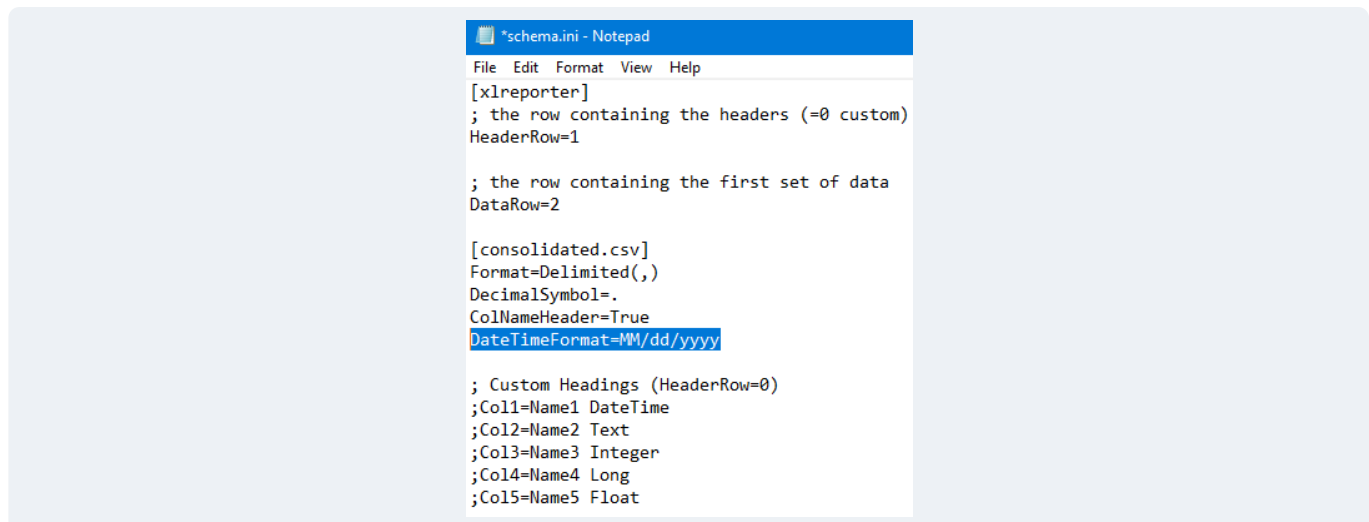 *schema.ini - Notepad
File Edit Format View Help
[xlreporter]
; the row containing the headers (=0 custom)
HeaderRow=1
; the row containing the first set of data
DataRow=2
[consolidated.csv]
Format=Delimited(,)
DecimalSymbol=.
ColNameHeader=True
DateTimeFormat=MM/dd/yyyy
; Custom Headings (HeaderRow=0)
;Col1=Name1 DateTime
;Col2=Name2 Text
;Col3=Name3 Integer
;Col4=Name4 Long
;Col5=Name5 Float